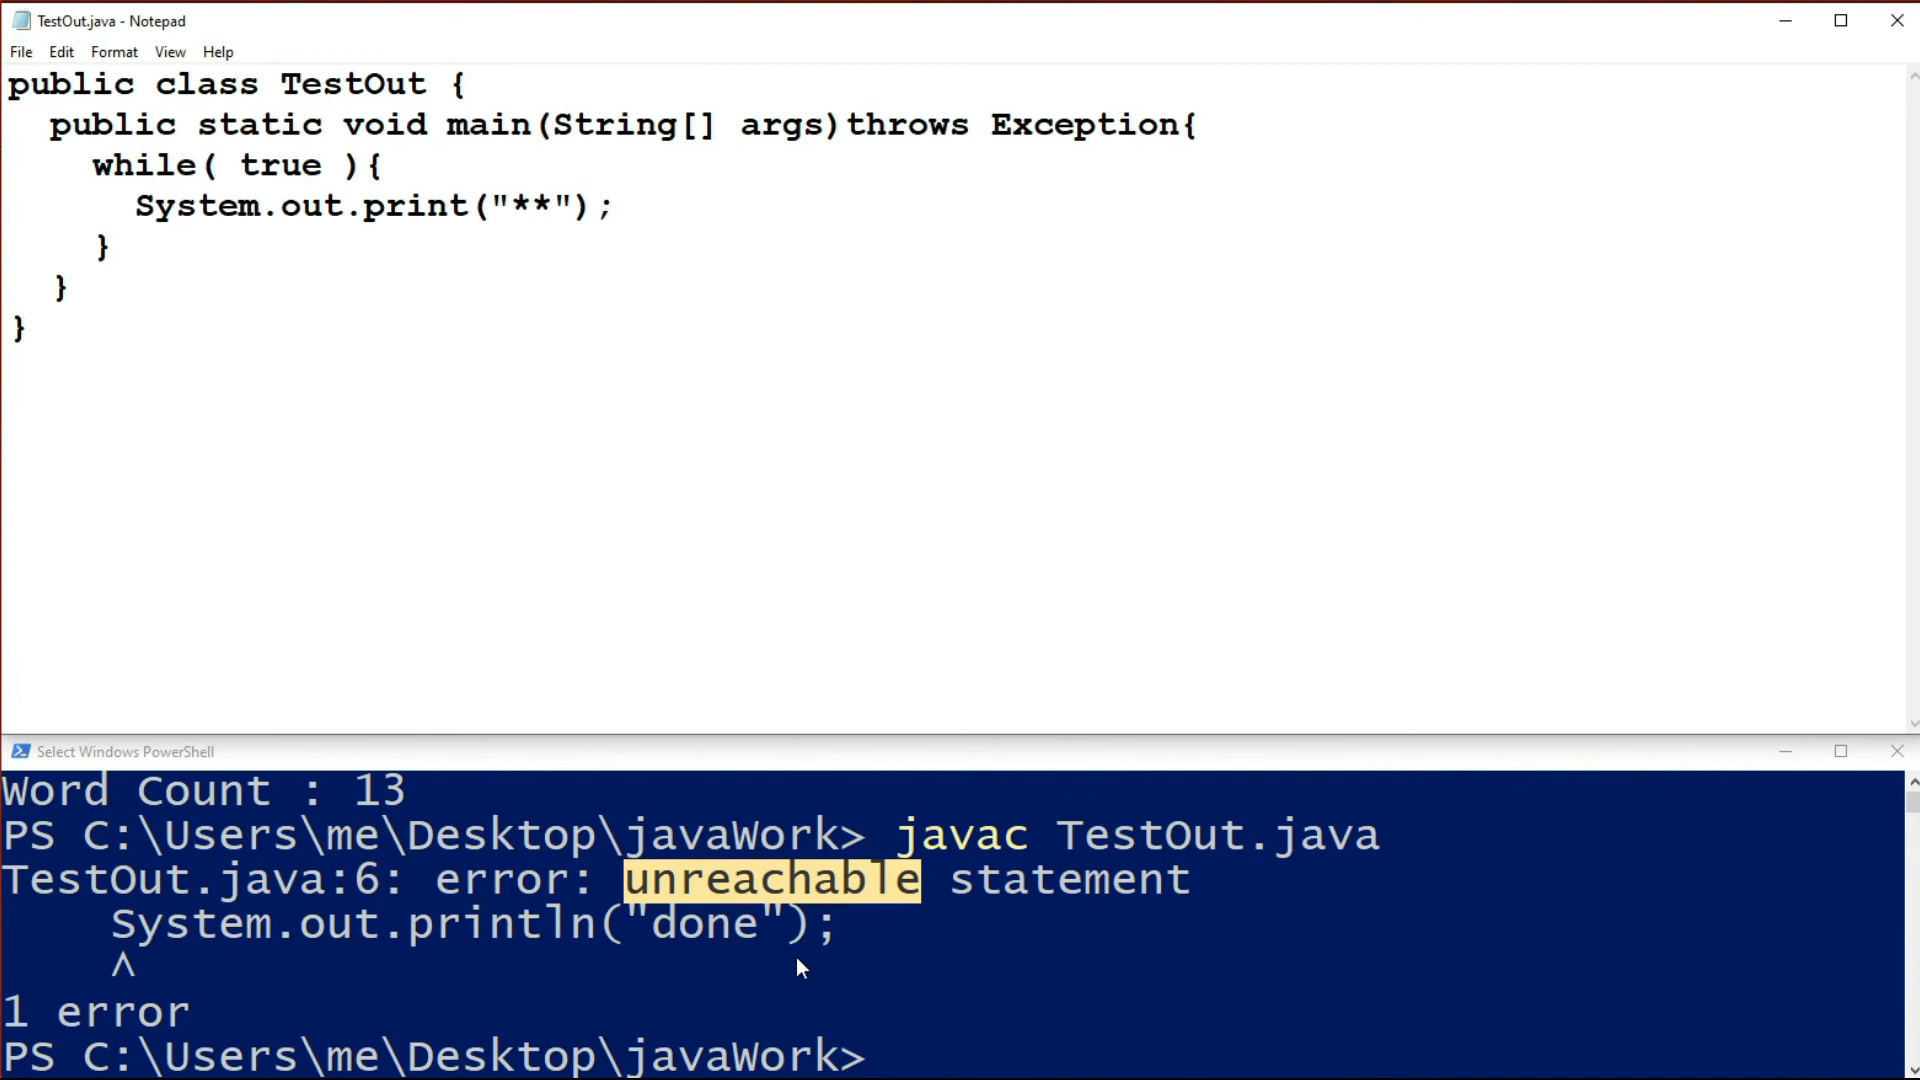 TestOut.java - Notepad
File Edit Format View Help
public class TestOut {
  public static void main(String[] args)throws Exception{
    while( true ){
      System.out.print("**");
    }
  }
}
Select Windows PowerShell
Word Count : 13
PS C:\Users\me\Desktop\javaWork> javac TestOut.java
TestOut.java:6: error: unreachable statement
    System.out.println("done");
    ^
1 error
PS C:\Users\me\Desktop\javaWork>